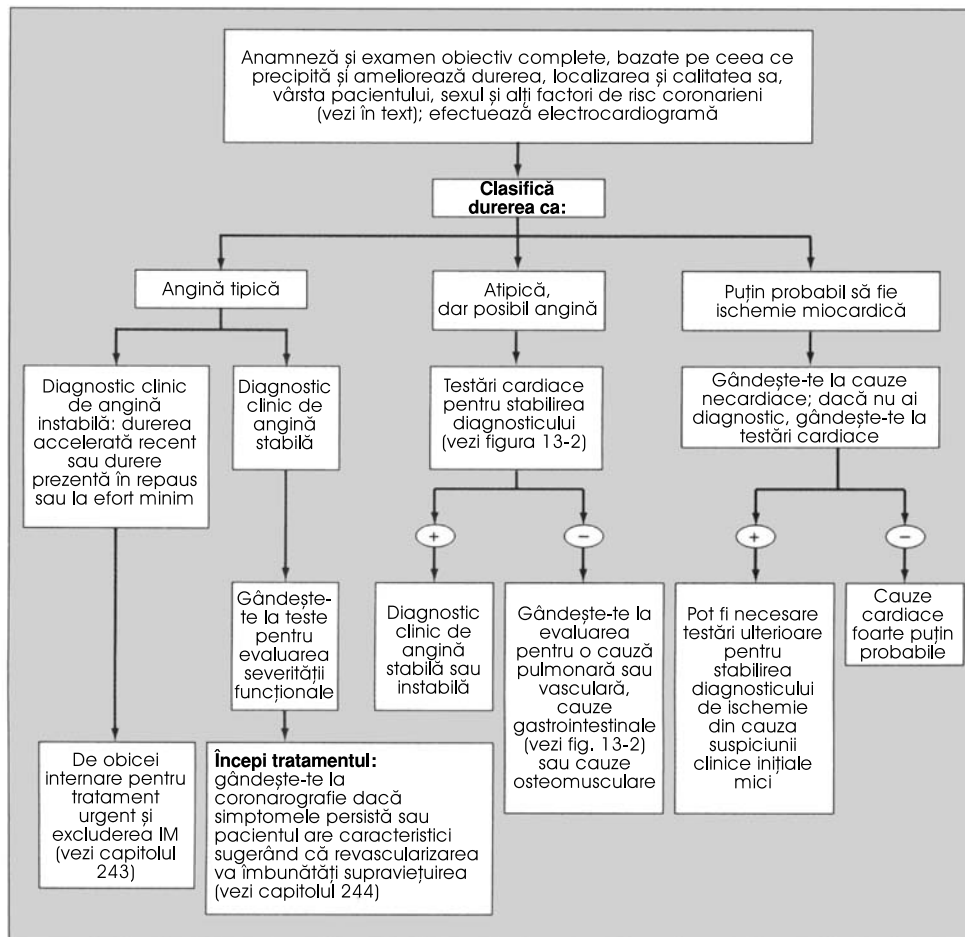 Anamneză și examen obiectiv complete, bazate pe ceea ce
precipită și ameliorează durerea, localizarea și calitatea sa,
vârsta pacientului, sexul și alți factori de risc coronarieni
(vezi în text); efectuează electrocardiogramă
Clasifică
durerea ca:
Angină tipică
Atipică,
dar posibil angină
Puțin probabil să fie
ischemie miocardică
Diagnostic clinic
de angină
instabilă: durerea
accelerată recent
sau durere
prezentă în repaus
sau la efort minim
Diagnostic
clinic de
angină
stabilă
Testări cardiace
pentru stabilirea
diagnosticului
(vezi figura 13-2)
Gândește-te la cauze
necardiace; dacă nu ai
diagnostic, gândește-te la
testări cardiace
+
−
+
−
Gândește-
te la teste
pentru
evaluarea
severității
funcționale
Diagnostic
clinic de
angină
stabilă sau
instabilă
Gândește-te la
evaluarea
pentru o cauză
pulmonară sau
vasculară,
cauze
gastrointestinale
(vezi fig. 13-2)
sau cauze
osteomusculare
Pot fi necesare
testări ulterioare
pentru
stabilirea
diagnosticului
de ischemie
din cauza
suspiciunii
clinice inițiale
mici
Cauze
cardiace
foarte puțin
probabile
De obicei
internare pentru
tratament
urgent și
excluderea IM
(vezi capitolul
243)
Începi tratamentul:
gândește-te la
coronarografie dacă
simptomele persistă sau
pacientul are caracteristici
sugerând că revascularizarea
va îmbunătăți supraviețuirea
(vezi capitolul 244)